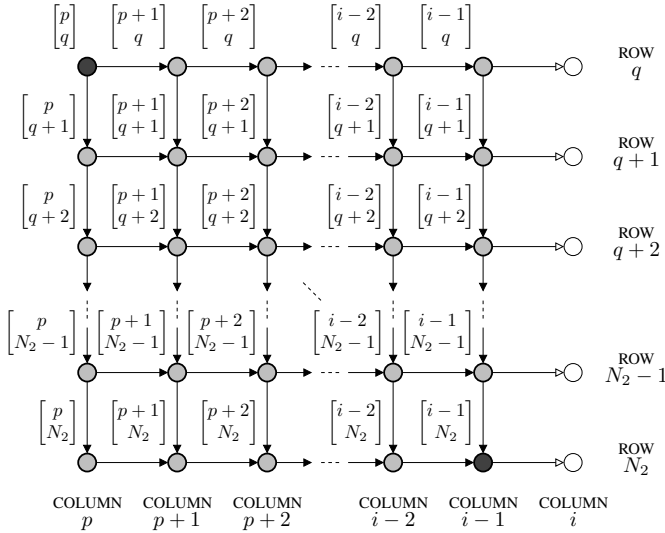 [p q] [p + 1 q] [p + 2 q] [i − 2 q] [i − 1 q]
ROW
q
[p q + 1] [p + 1 q + 1] [p + 2 q + 1] [i − 2 q + 1] [i − 1 q + 1]
ROW
q + 1
[p q + 2] [p + 1 q + 2] [p + 2 q + 2] [i − 2 q + 2] [i − 1 q + 2]
ROW
q + 2
[p N₂ − 1] [p + 1 N₂ − 1] [p + 2 N₂ − 1] [i − 2 N₂ − 1] [i − 1 N₂ − 1]
ROW
N₂ − 1
[p N₂] [p + 1 N₂] [p + 2 N₂] [i − 2 N₂] [i − 1 N₂]
ROW
N₂
COLUMN COLUMN COLUMN COLUMN COLUMN COLUMN
p p + 1 p + 2 i − 2 i − 1 i